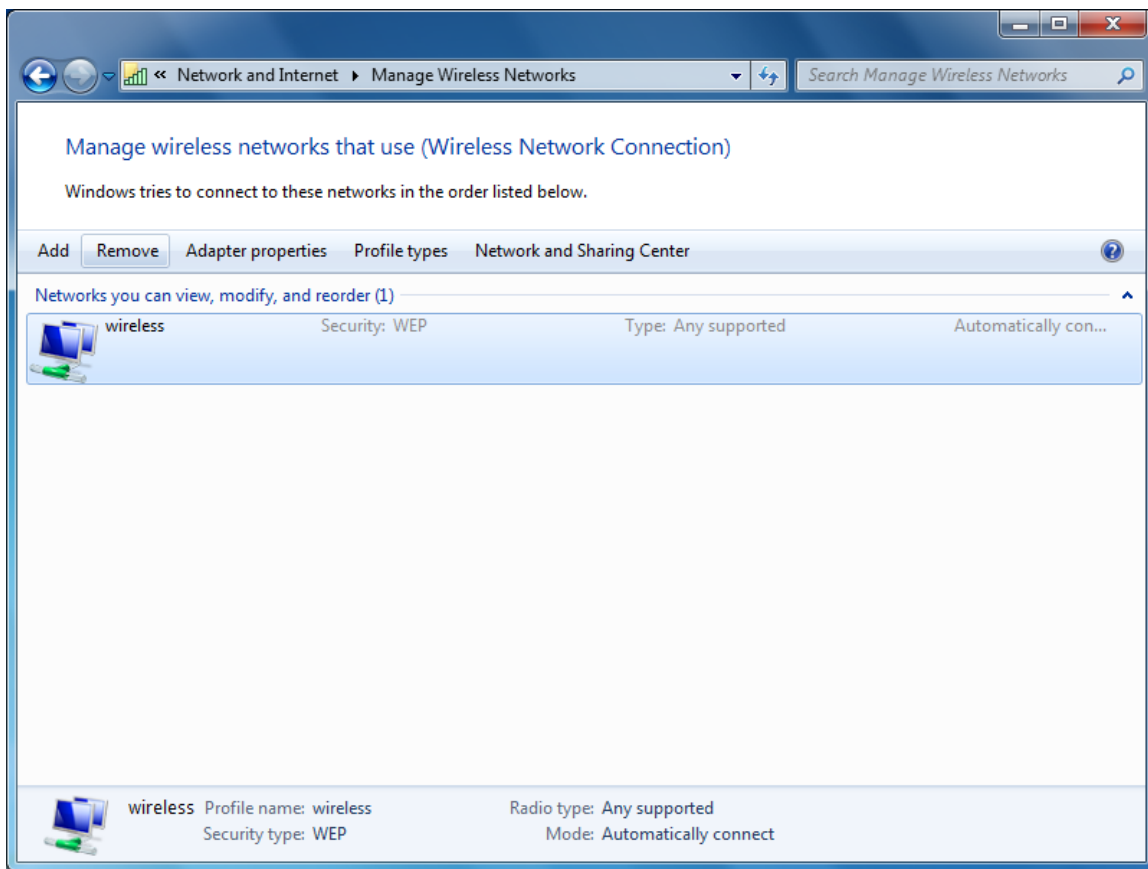 « Network and Internet ▸ Manage Wireless Networks Search Manage Wireless Networks
Manage wireless networks that use (Wireless Network Connection)
Windows tries to connect to these networks in the order listed below.
Add Remove Adapter properties Profile types Network and Sharing Center
Networks you can view, modify, and reorder (1)
wireless Security: WEP Type: Any supported Automatically con...
wireless Profile name: wireless Radio type: Any supported
Security type: WEP Mode: Automatically connect